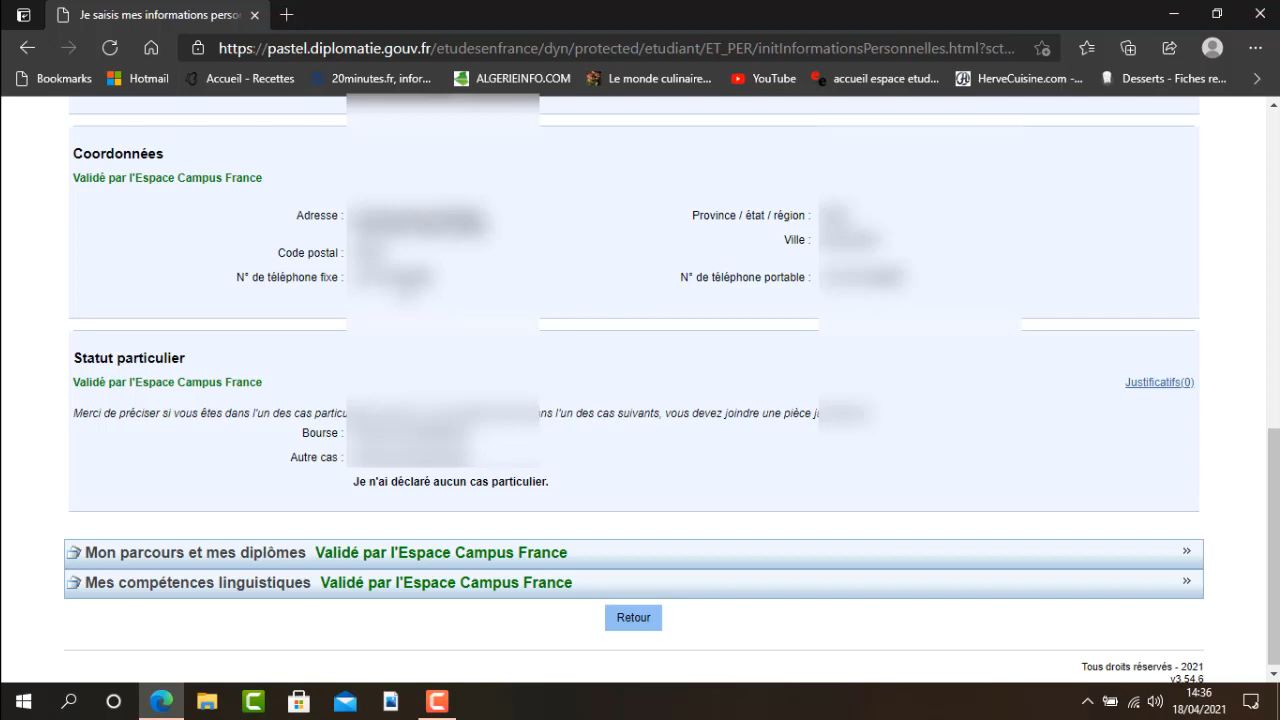 Je saisis mes informations perso
https://pastel.diplomatie.gouv.fr/etudesenfrance/dyn/protected/etudiant/ET_PER/initInformationsPersonnelles.html?sct...
Bookmarks Hotmail Accueil - Recettes 20minutes.fr, infor... ALGERIEINFO.COM Le monde culinaire... YouTube accueil espace etud... HerveCuisine.com -... Desserts - Fiches re...
Coordonnées
Validé par l'Espace Campus France
Adresse : Province / état / région :
Ville :
Code postal :
N° de téléphone fixe : N° de téléphone portable :
Statut particulier
Validé par l'Espace Campus France Justificatifs(0)
Merci de préciser si vous êtes dans l'un des cas particu ans l'un des cas suivants, vous devez joindre une pièce j
Bourse :
Autre cas :
Je n'ai déclaré aucun cas particulier.
Mon parcours et mes diplômes Validé par l'Espace Campus France »
Mes compétences linguistiques Validé par l'Espace Campus France »
Retour
Tous droits réservés - 2021
v3.54.6
14:36
18/04/2021